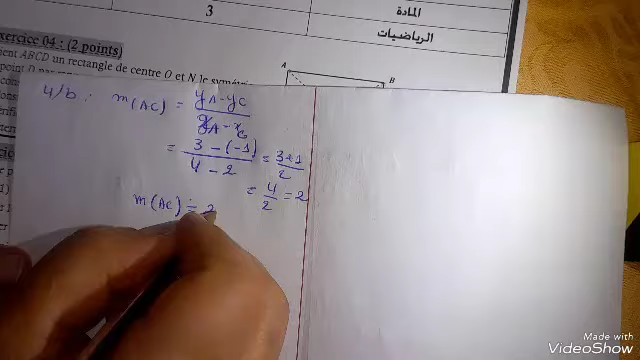 المادة
3
الرياضيات
xercice 04 : (2 points)
ient ABCD un rectangle de centre O et N le symétri
point D par
A
B
4/b : m(AC) = yA - yC / xA - xC
= 3 - (-1) / 4 - 2 = 3+1 / 2
= 4/2 = 2
m(AC) = 2
Made with
VideoShow